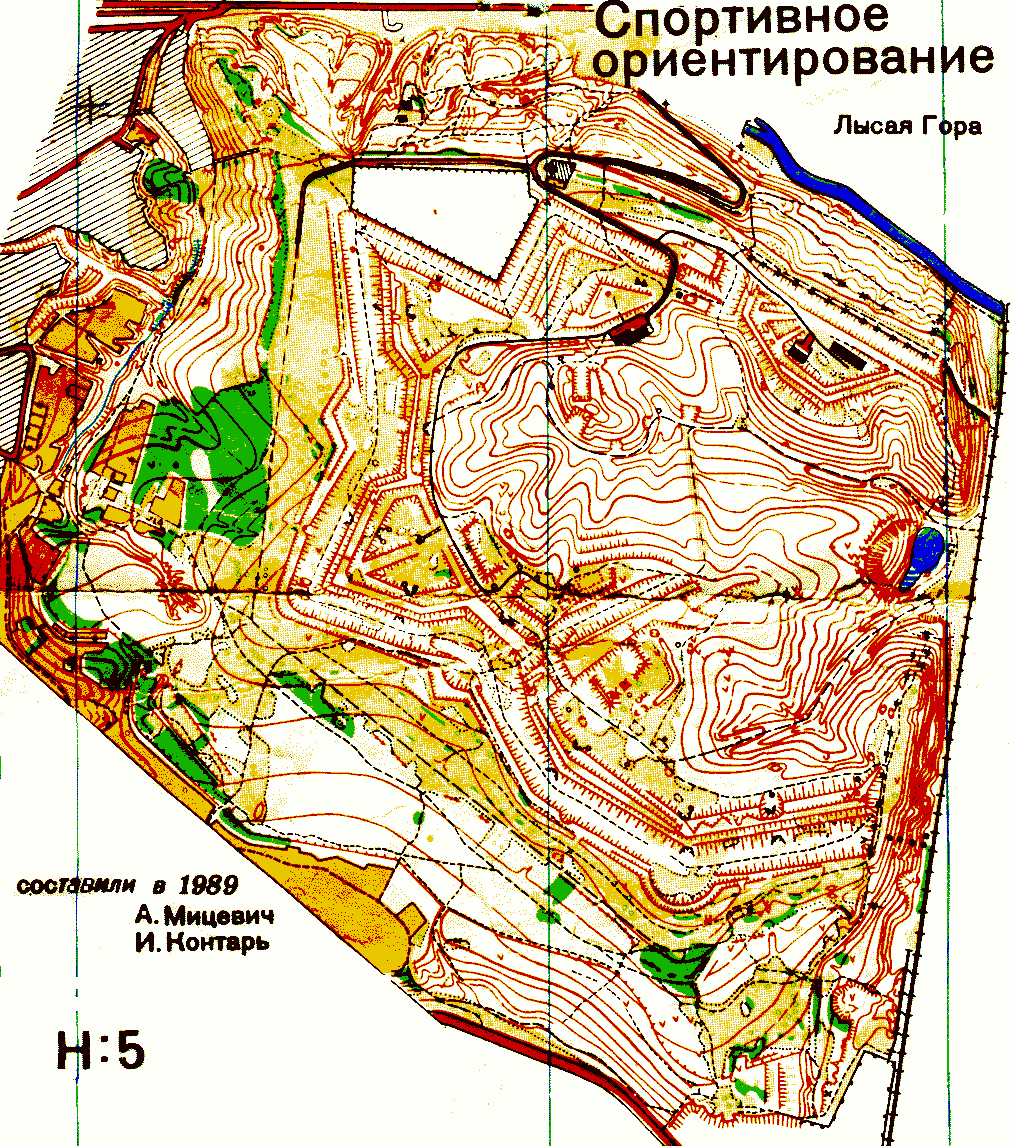 Спортивное
ориентирование
Лысая Гора
составили в 1989
А. Мицевич
И. Контарь
Н:5